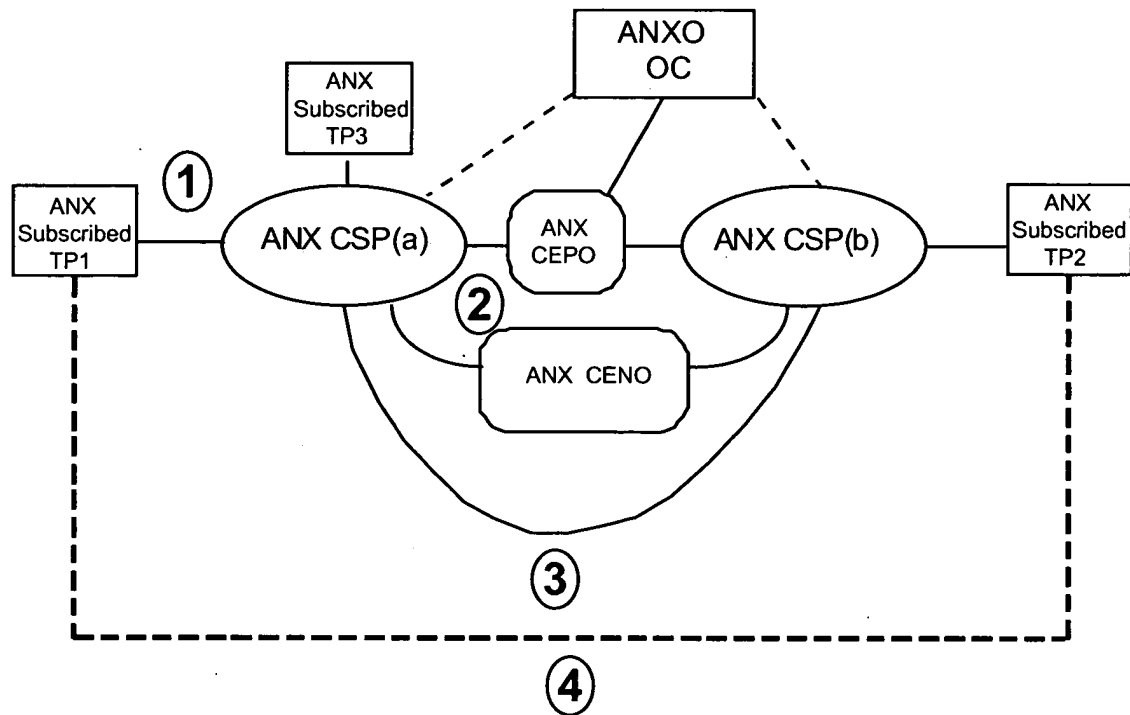 ANXO
OC
ANX
Subscribed
TP3
1
ANX
Subscribed
TP1
ANX CSP(a)
ANX
CEPO
ANX CSP(b)
ANX
Subscribed
TP2
2
ANX CENO
3
4